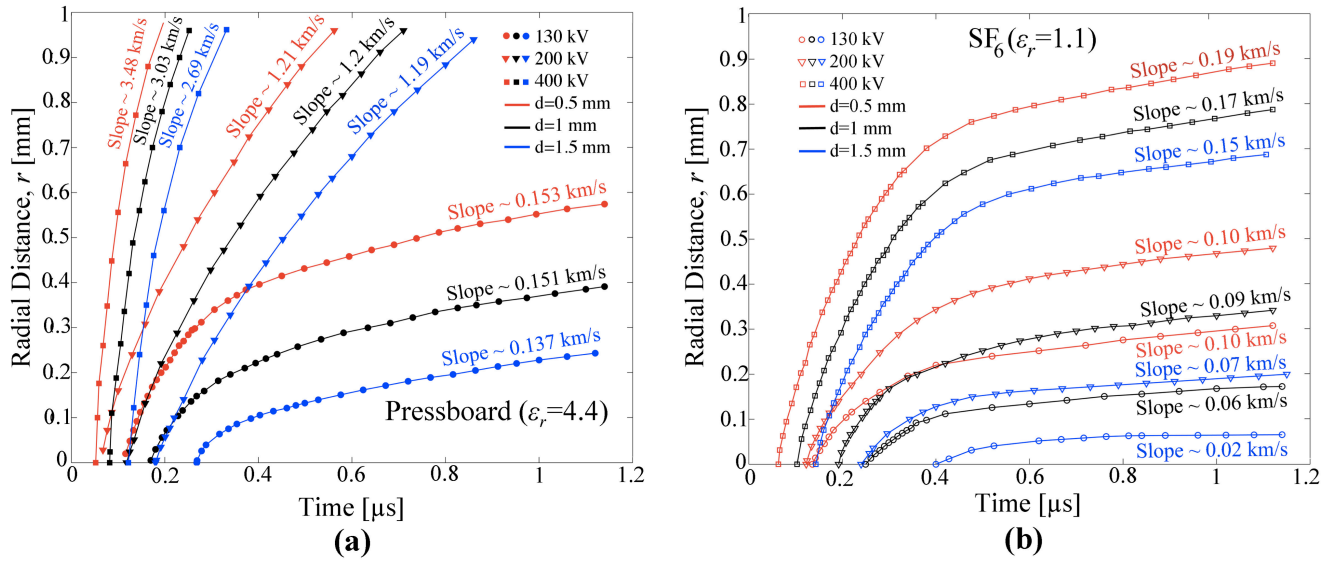 1
0.9
0.8
0.7
0.6
0.5
0.4
0.3
0.2
0.1
0
Radial Distance, r [mm]
0 0.2 0.4 0.6 0.8 1 1.2
Time [µs]
(a)
Slope ~ 3.48 km/s
Slope ~ 3.03 km/s
Slope ~ 2.69 km/s
Slope ~ 1.21 km/s
Slope ~ 1.2 km/s
Slope ~ 1.19 km/s
130 kV
200 kV
400 kV
d=0.5 mm
d=1 mm
d=1.5 mm
Slope ~ 0.153 km/s
Slope ~ 0.151 km/s
Slope ~ 0.137 km/s
Pressboard (εr=4.4)
1
0.9
0.8
0.7
0.6
0.5
0.4
0.3
0.2
0.1
0
Radial Distance, r [mm]
0 0.2 0.4 0.6 0.8 1 1.2
Time [µs]
(b)
130 kV
200 kV
400 kV
d=0.5 mm
d=1 mm
d=1.5 mm
SF6 (εr=1.1)
Slope ~ 0.19 km/s
Slope ~ 0.17 km/s
Slope ~ 0.15 km/s
Slope ~ 0.10 km/s
Slope ~ 0.09 km/s
Slope ~ 0.10 km/s
Slope ~ 0.07 km/s
Slope ~ 0.06 km/s
Slope ~ 0.02 km/s